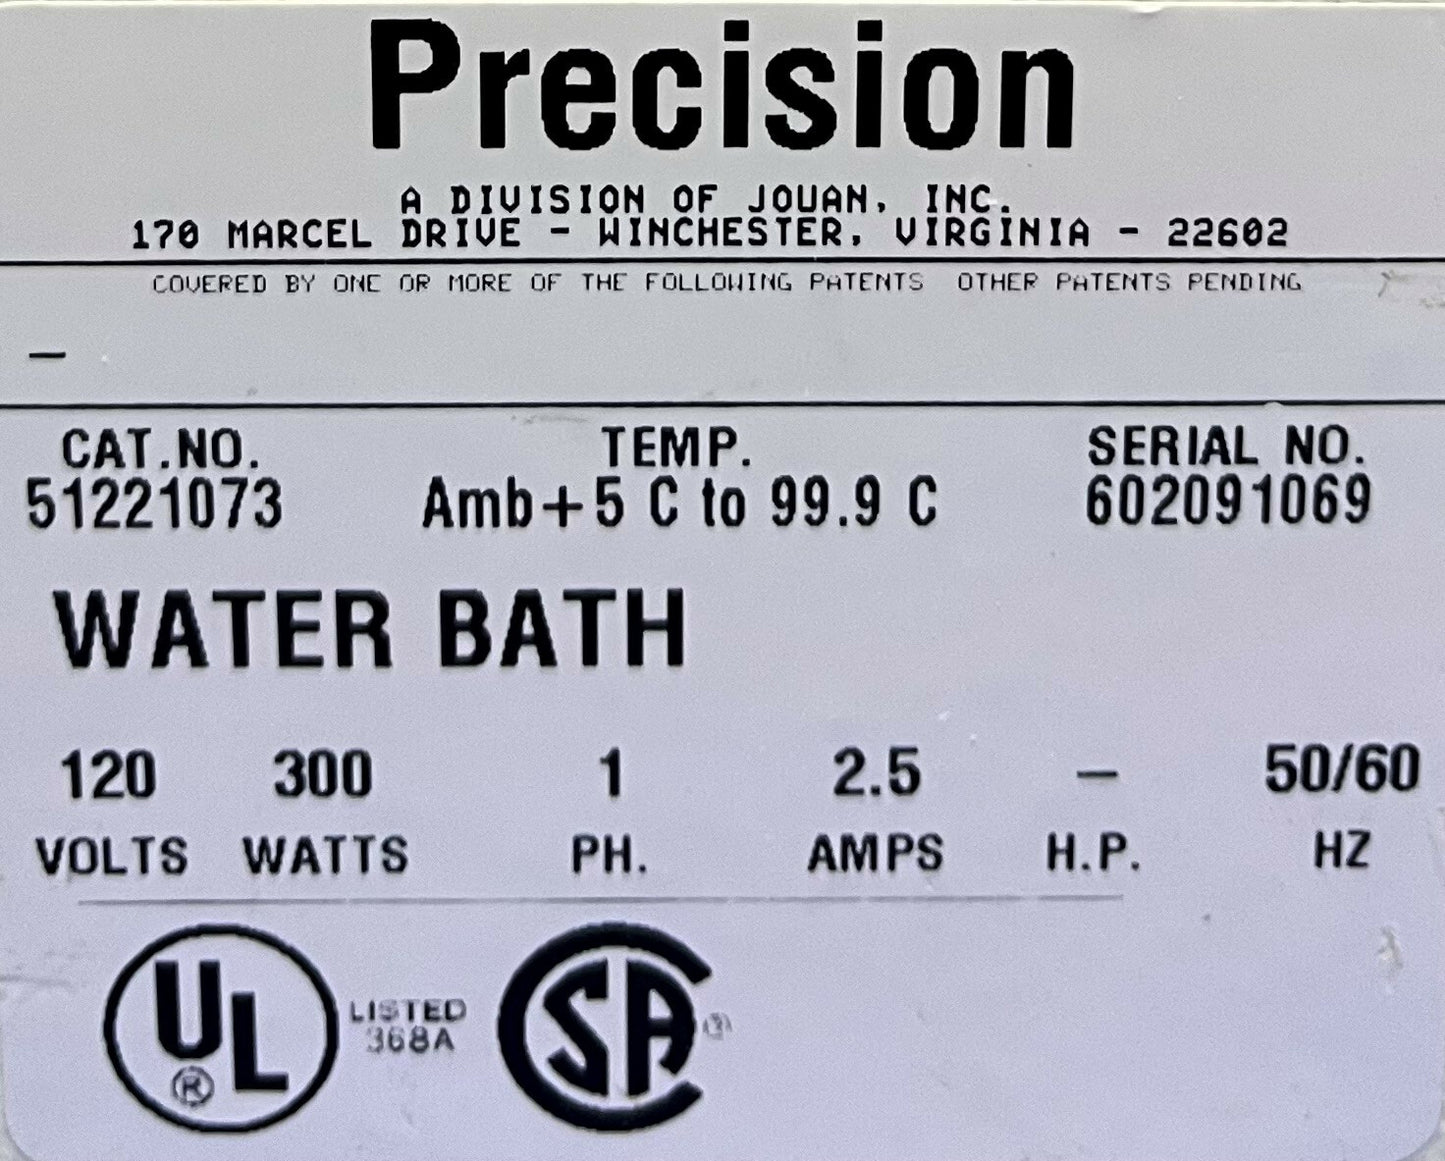 Precision
A DIVISION OF JOUAN, INC.
170 MARCEL DRIVE - WINCHESTER, VIRGINIA - 22602
COVERED BY ONE OR MORE OF THE FOLLOWING PATENTS OTHER PATENTS PENDING
—
CAT.NO. TEMP. SERIAL NO.
51221073 Amb+5 C to 99.9 C 602091069
WATER BATH
120 300 1 2.5 — 50/60
VOLTS WATTS PH. AMPS H.P. HZ
UL ® LISTED 368A
CSA ®